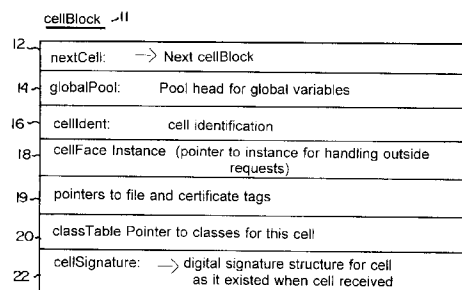 cellBlock 11
12 nextCell: -> Next cellBlock
14 globalPool: Pool head for global variables
16 cellIdent: cell identification
18 cellFace Instance (pointer to instance for handling outside
requests)
19 pointers to file and certificate tags
20 classTable Pointer to classes for this cell
22 cellSignature: -> digital signature structure for cell
as it existed when cell received